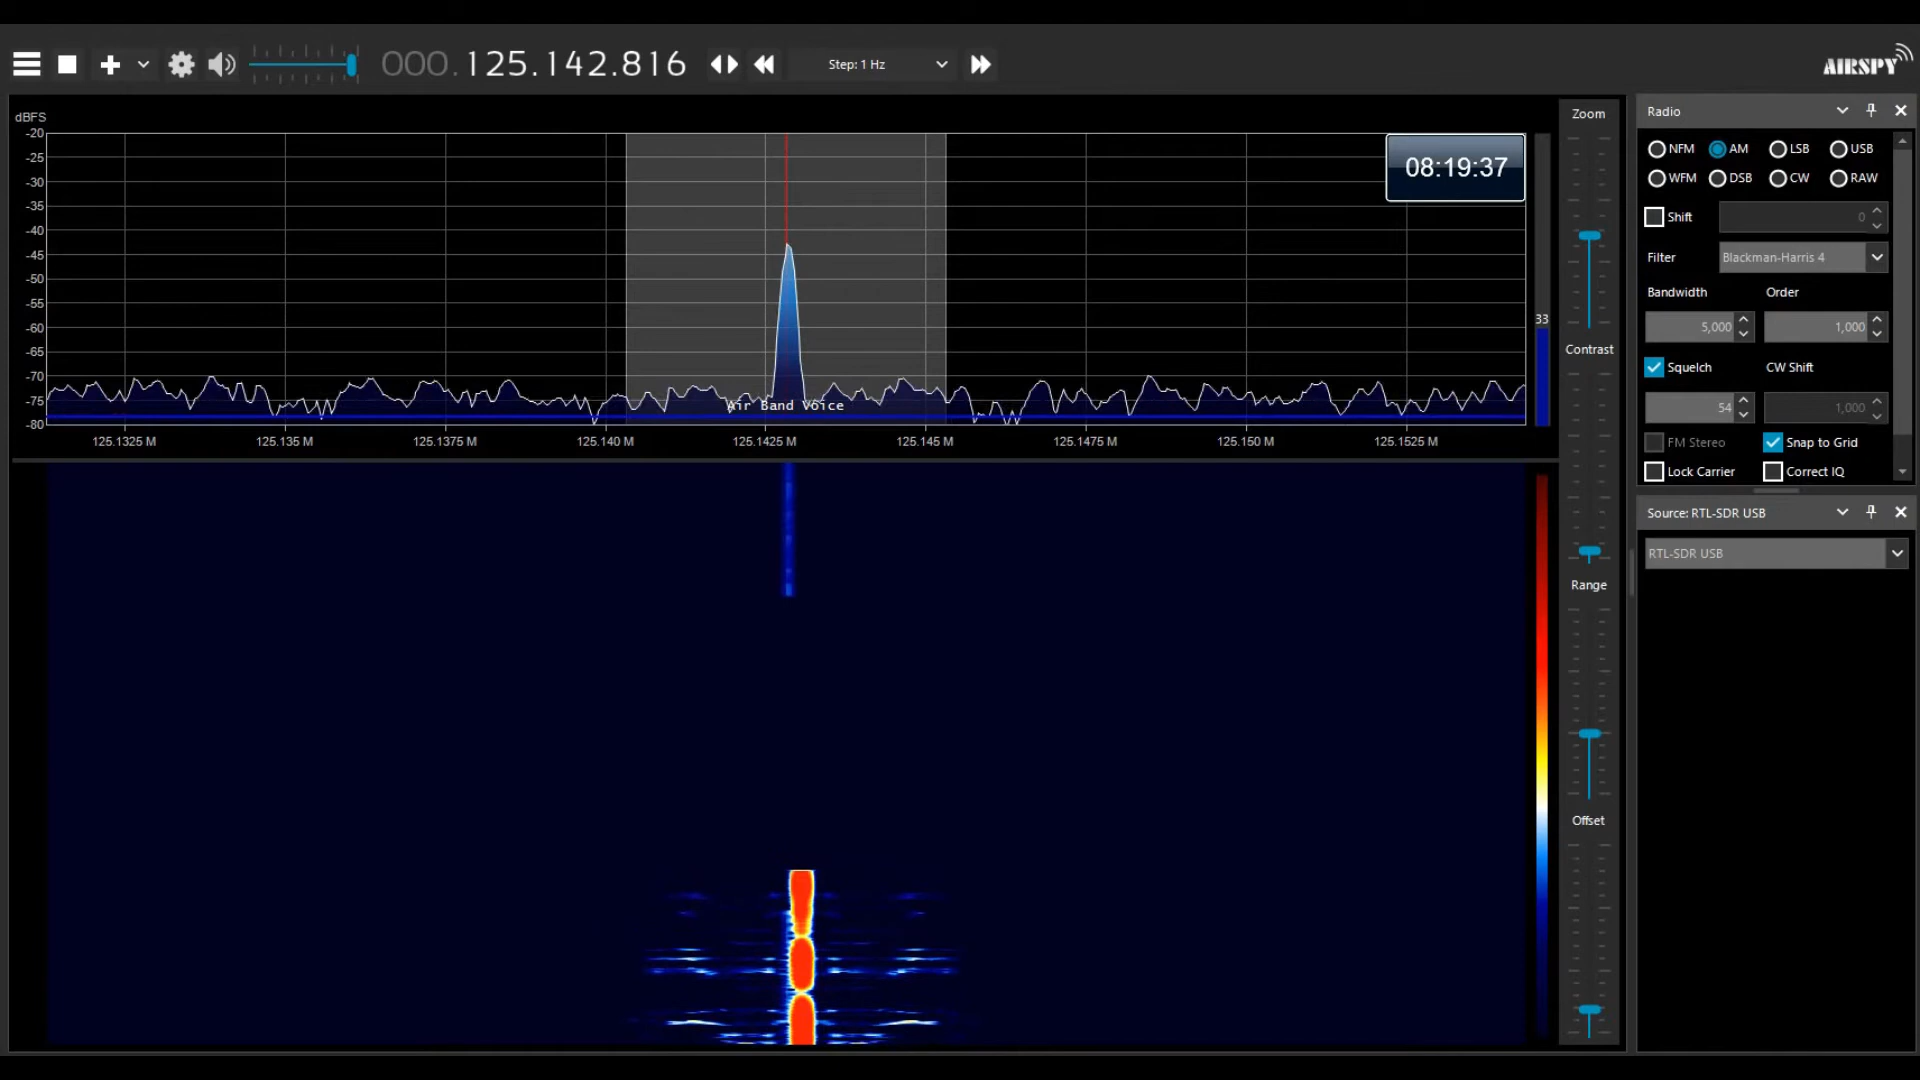 000.125.142.816
Step: 1 Hz
AIRSPY
dBFS
-20
-25
-30
-35
-40
-45
-50
-55
-60
-65
-70
-75
-80
08:19:37
33
Air Band Voice
125.1325 M 125.135 M 125.1375 M 125.140 M 125.1425 M 125.145 M 125.1475 M 125.150 M 125.1525 M
Zoom
Contrast
Range
Offset
Radio
NFM AM LSB USB
WFM DSB CW RAW
Shift 0
Filter Blackman-Harris 4
Bandwidth Order
5,000 1,000
Squelch CW Shift
54 1,000
FM Stereo Snap to Grid
Lock Carrier Correct IQ
Source: RTL-SDR USB
RTL-SDR USB